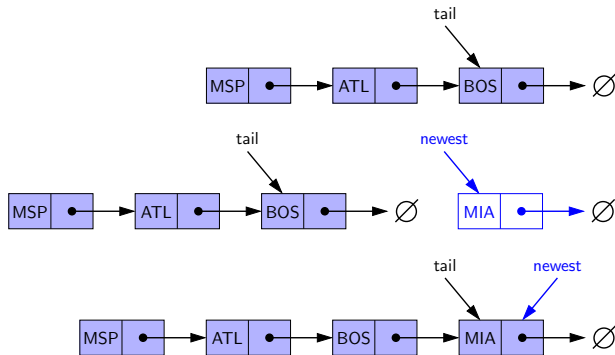 tail
MSP ATL BOS ∅
tail newest
MSP ATL BOS ∅ MIA ∅
tail newest
MSP ATL BOS MIA ∅